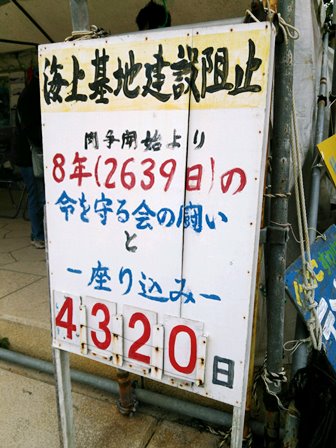 海上基地建設阻止
闘争開始より
8年(2639日)の
命を守る会の闘い
と
ー座り込みー
4320日